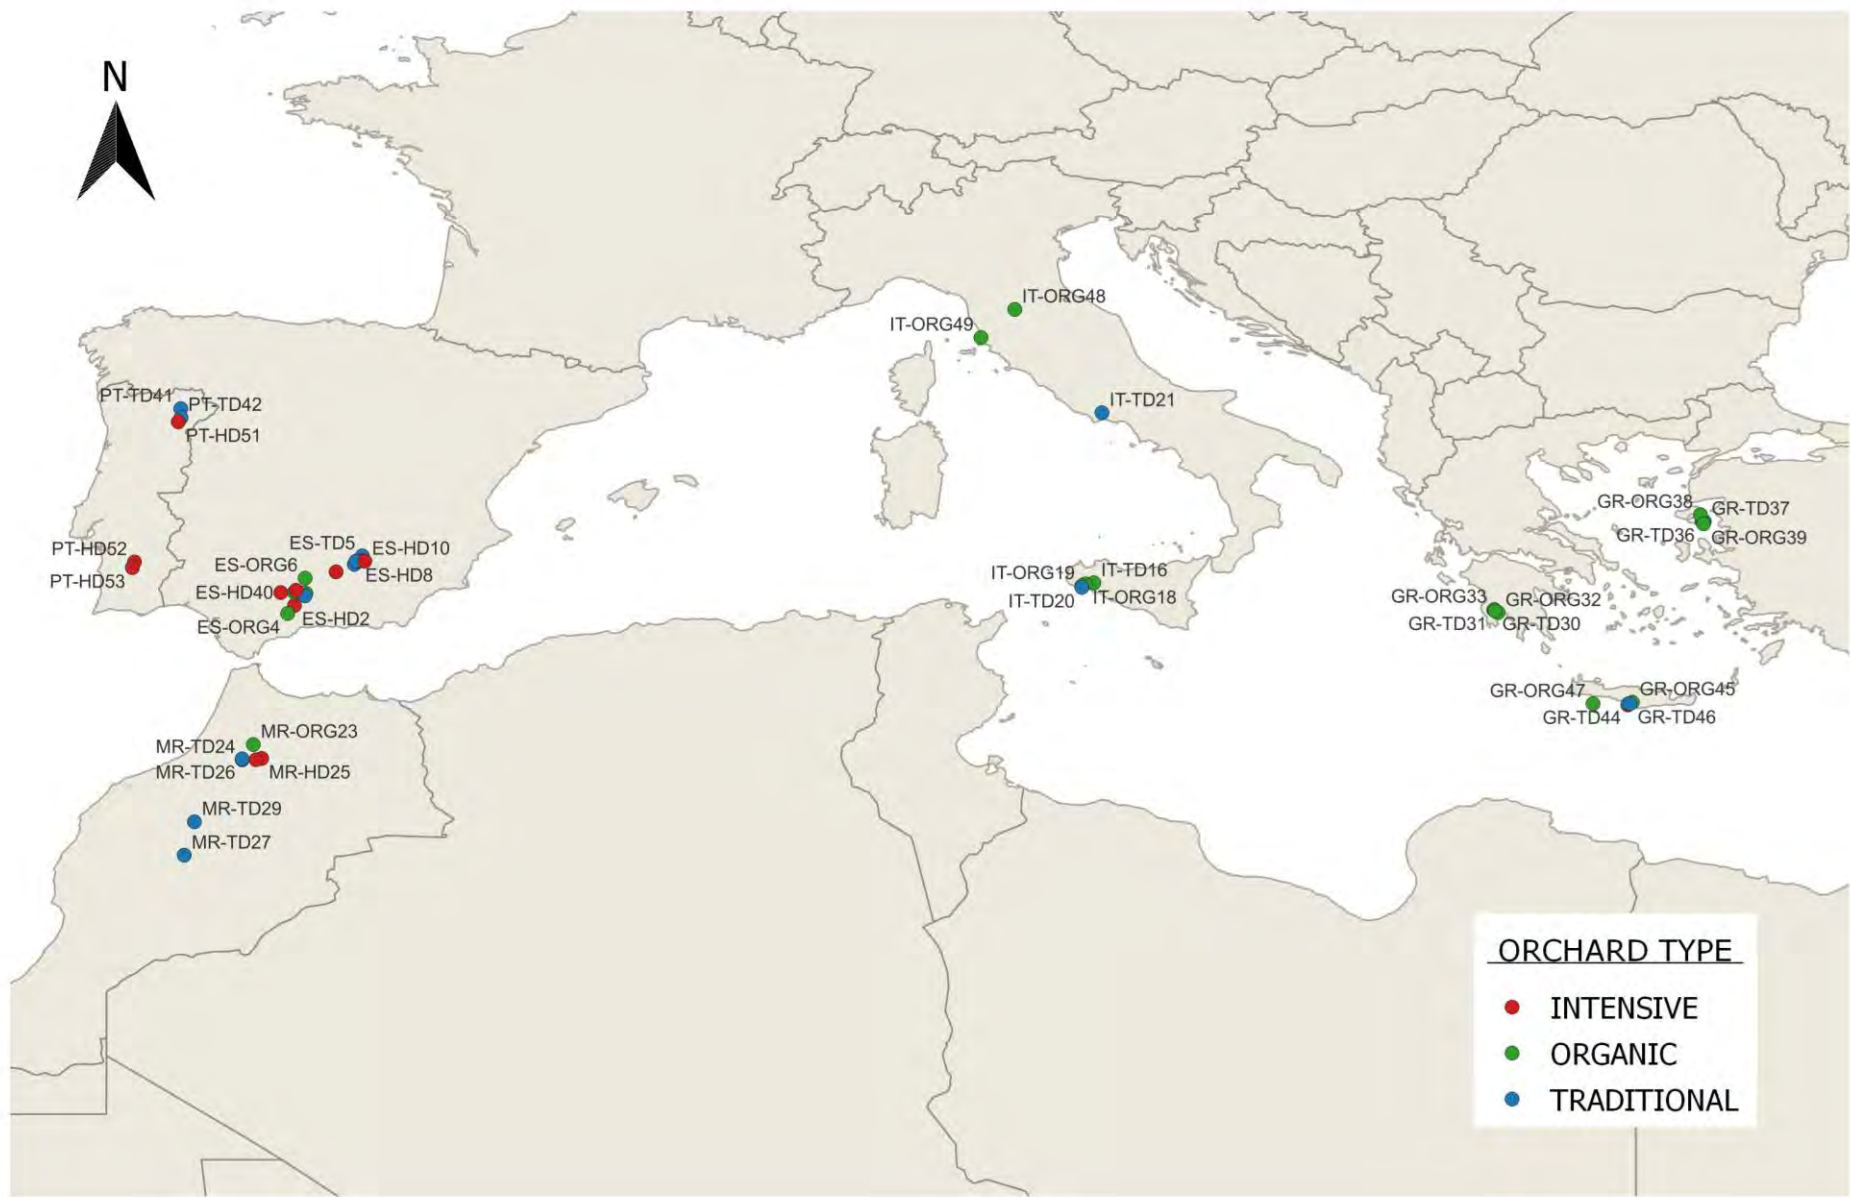 N
IT-ORG48
IT-ORG49
PT-TD41
PT-TD42
PT-HD51
IT-TD21
GR-ORG38
GR-TD37
GR-TD36
GR-ORG39
PT-HD52
PT-HD53
ES-TD5
ES-HD10
ES-ORG6
ES-HD8
ES-HD40
ES-HD2
ES-ORG4
IT-ORG19
IT-TD16
IT-TD20
IT-ORG18
GR-ORG33
GR-ORG32
GR-TD31
GR-TD30
GR-ORG47
GR-ORG45
GR-TD44
GR-TD46
MR-ORG23
MR-TD24
MR-TD26
MR-HD25
MR-TD29
MR-TD27
ORCHARD TYPE
INTENSIVE
ORGANIC
TRADITIONAL